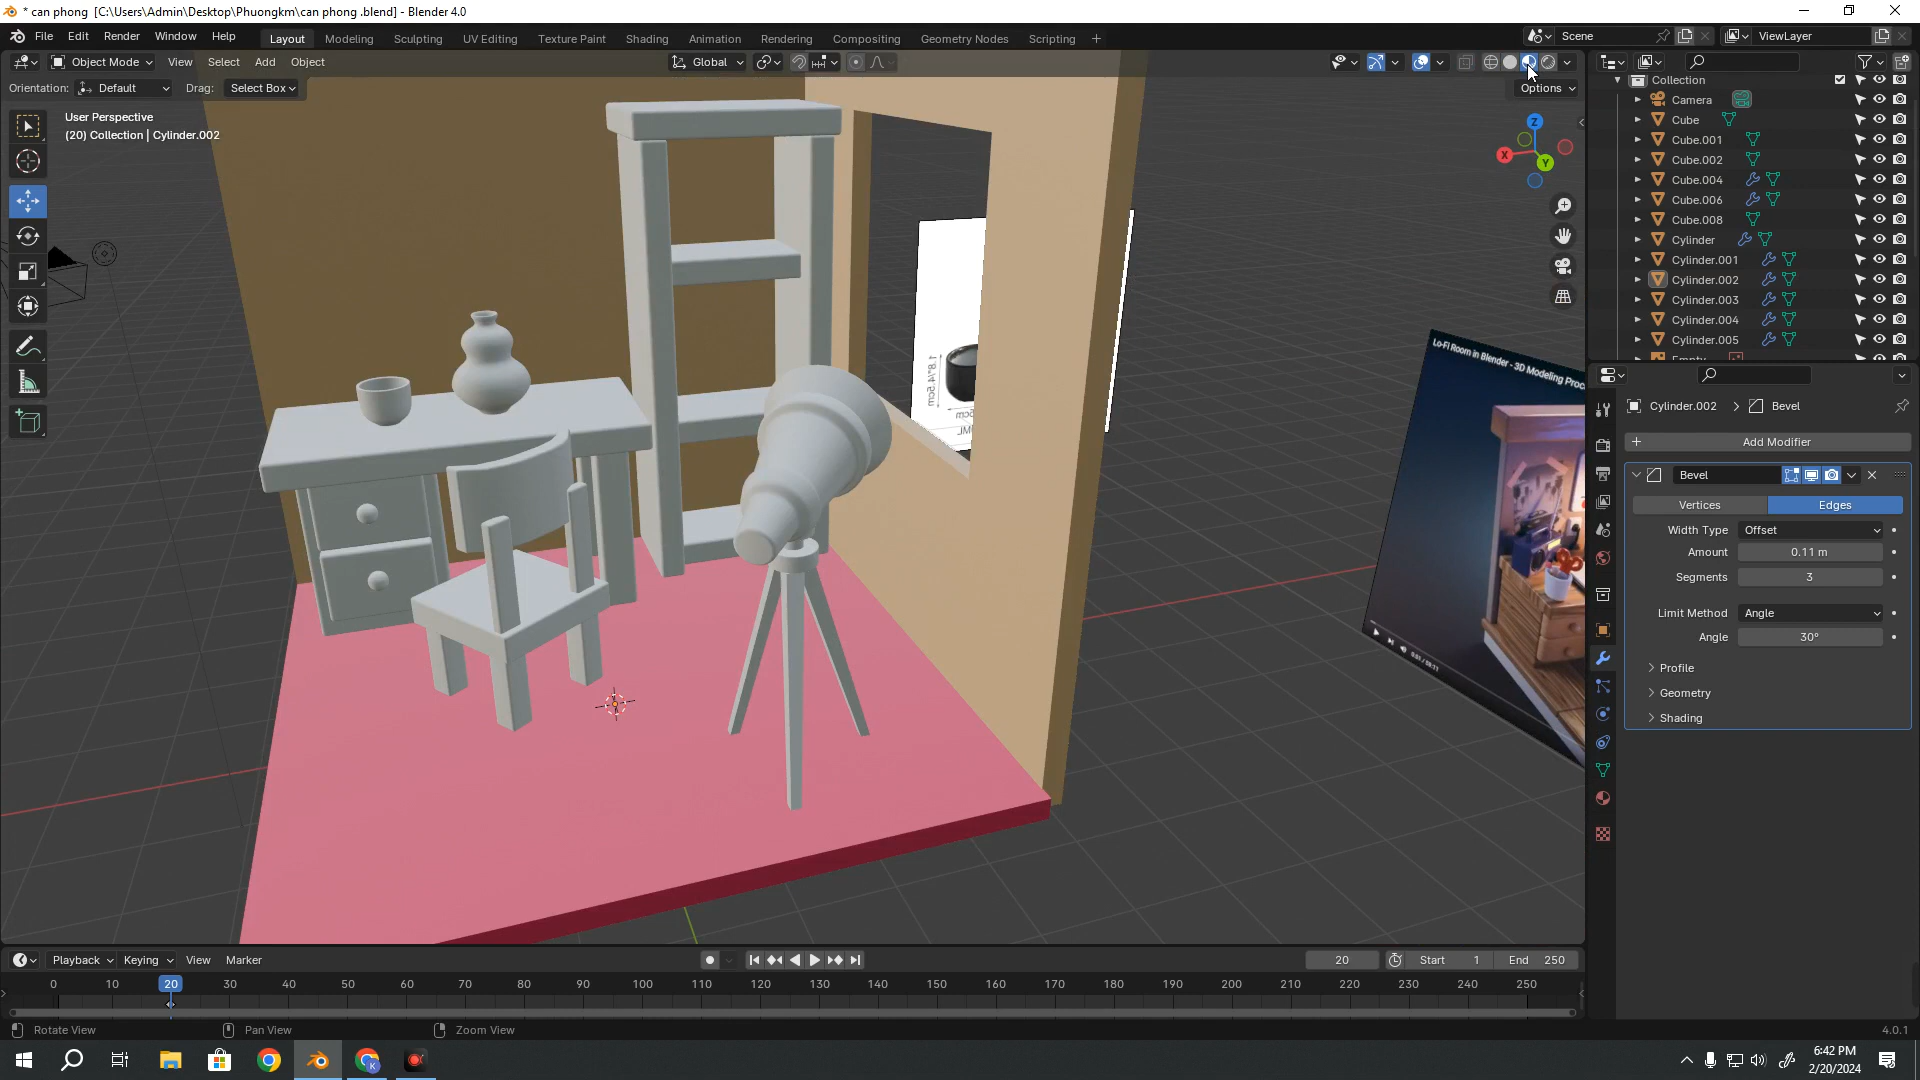 * can phong  [C:\Users\Admin\Desktop\Phuongkm\can phong .blend] - Blender 4.0
File Edit Render Window Help
Layout Modeling Sculpting UV Editing Texture Paint Shading Animation Rendering Compositing Geometry Nodes Scripting +
Scene ViewLayer
Object Mode View Select Add Object
Global
Orientation: Default Drag: Select Box
Options
User Perspective
(20) Collection | Cylinder.002
Z
X
Y
1.8"/4.5cm
Lo-Fi Room in Blender - 3D Modeling Proc
Collection
Camera
Cube
Cube.001
Cube.002
Cube.004
Cube.006
Cube.008
Cylinder
Cylinder.001
Cylinder.002
Cylinder.003
Cylinder.004
Cylinder.005
Empty
Cylinder.002 > Bevel
+ Add Modifier
Bevel
Vertices Edges
Width Type Offset
Amount 0.11 m
Segments 3
Limit Method Angle
Angle 30°
Profile
Geometry
Shading
Playback Keying View Marker
20 Start 1 End 250
0 10 20 30 40 50 60 70 80 90 100 110 120 130 140 150 160 170 180 190 200 210 220 230 240 250
Rotate View Pan View Zoom View
4.0.1
K
6:42 PM
2/20/2024